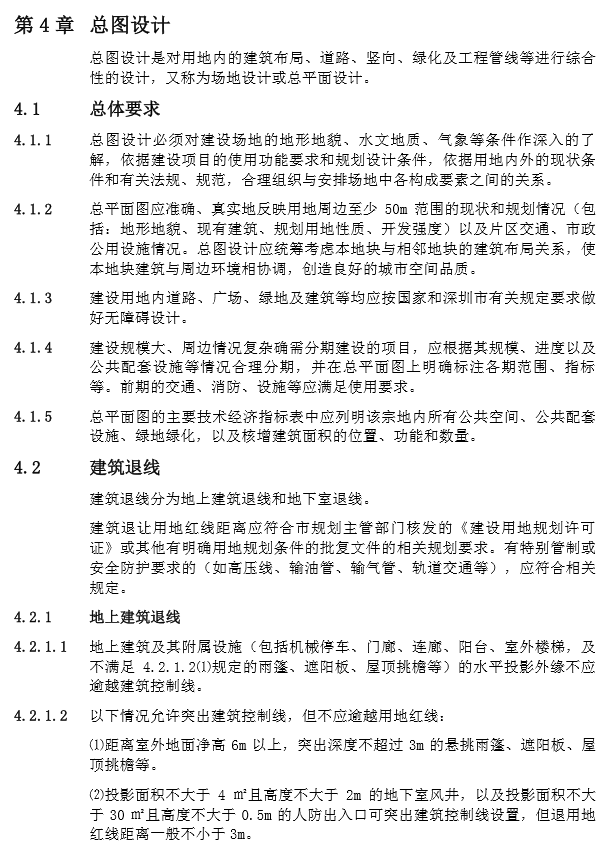 第 4 章 总图设计
总图设计是对用地内的建筑布局、道路、竖向、绿化及工程管线等进行综合
性的设计，又称为场地设计或总平面设计。
4.1 总体要求
4.1.1 总图设计必须对建设场地的地形地貌、水文地质、气象等条件作深入的了
解，依据建设项目的使用功能要求和规划设计条件，依据用地内外的现状条
件和有关法规、规范，合理组织与安排场地中各构成要素之间的关系。
4.1.2 总平面图应准确、真实地反映用地周边至少 50m 范围的现状和规划情况（包
括：地形地貌、现有建筑、规划用地性质、开发强度）以及片区交通、市政
公用设施情况。总图设计应统筹考虑本地块与相邻地块的建筑布局关系，使
本地块建筑与周边环境相协调，创造良好的城市空间品质。
4.1.3 建设用地内道路、广场、绿地及建筑等均应按国家和深圳市有关规定要求做
好无障碍设计。
4.1.4 建设规模大、周边情况复杂确需分期建设的项目，应根据其规模、进度以及
公共配套设施等情况合理分期，并在总平面图上明确标注各期范围、指标
等。前期的交通、消防、设施等应满足使用要求。
4.1.5 总平面图的主要技术经济指标表中应列明该宗地内所有公共空间、公共配套
设施、绿地绿化，以及核增建筑面积的位置、功能和数量。
4.2 建筑退线
建筑退线分为地上建筑退线和地下室退线。
建筑退让用地红线距离应符合市规划主管部门核发的《建设用地规划许可
证》或其他有明确用地规划条件的批复文件的相关规划要求。有特别管制或
安全防护要求的（如高压线、输油管、输气管、轨道交通等），应符合相关
规定。
4.2.1 地上建筑退线
4.2.1.1 地上建筑及其附属设施（包括机械停车、门廊、连廊、阳台、室外楼梯，及
不满足 4.2.1.2⑴规定的雨篷、遮阳板、屋顶挑檐等）的水平投影外缘不应
逾越建筑控制线。
4.2.1.2 以下情况允许突出建筑控制线，但不应逾越用地红线：
⑴距离室外地面净高 6m 以上，突出深度不超过 3m 的悬挑雨篷、遮阳板、屋
顶挑檐等。
⑵投影面积不大于 4 ㎡且高度不大于 2m 的地下室风井，以及投影面积不大
于 30 ㎡且高度不大于 0.5m 的人防出入口可突出建筑控制线设置，但退用地
红线距离一般不小于 3m。